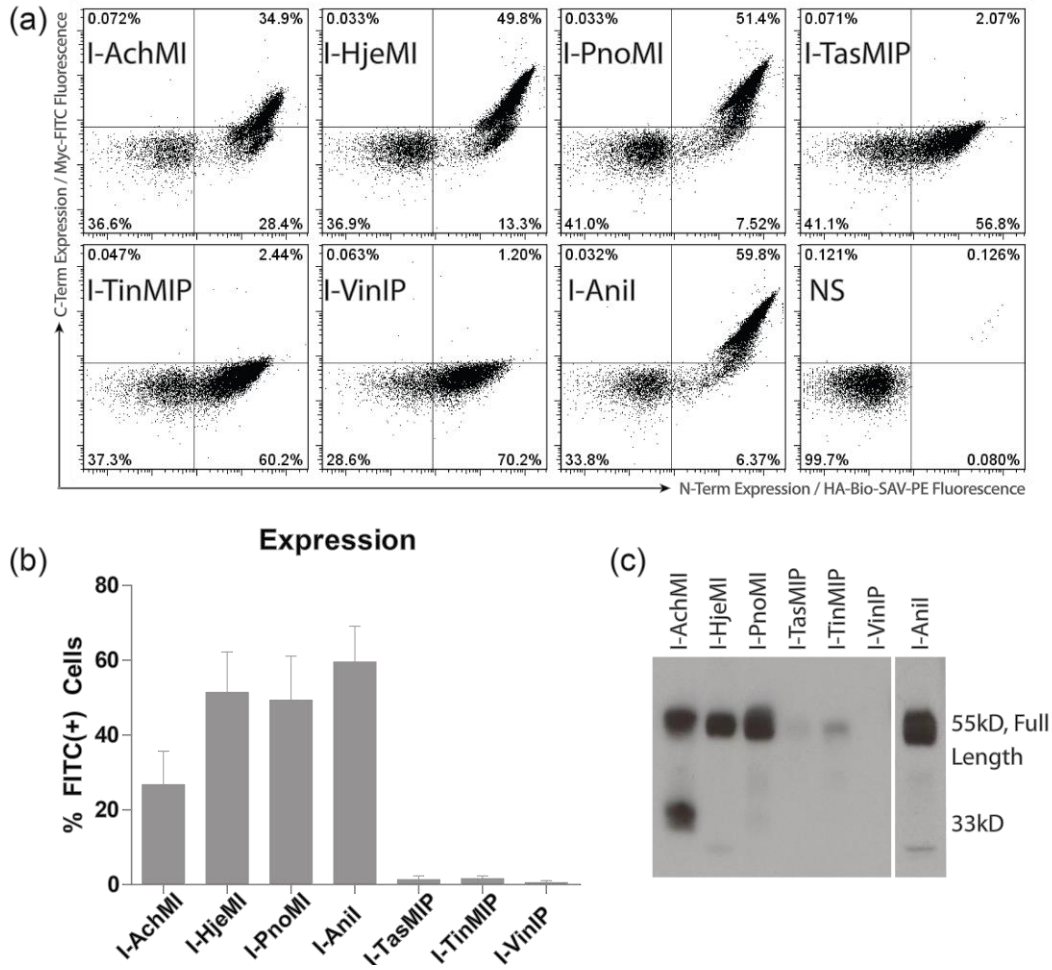 (a)
C-Term Expression / Myc-FITC Fluorescence
0.072% 34.9%
I-AchMI
36.6% 28.4%
0.033% 49.8%
I-HjeMI
36.9% 13.3%
0.033% 51.4%
I-PnoMI
41.0% 7.52%
0.071% 2.07%
I-TasMIP
41.1% 56.8%
0.047% 2.44%
I-TinMIP
37.3% 60.2%
0.063% 1.20%
I-VinIP
28.6% 70.2%
0.032% 59.8%
I-AniI
33.8% 6.37%
0.121% 0.126%
NS
99.7% 0.080%
N-Term Expression / HA-Bio-SAV-PE Fluorescence
(b)
Expression
% FITC(+) Cells
80
60
40
20
0
I-AchMI
I-HjeMI
I-PnoMI
I-AniI
I-TasMIP
I-TinMIP
I-VinIP
(c)
I-AchMI
I-HjeMI
I-PnoMI
I-TasMIP
I-TinMIP
I-VinIP
I-AniI
55kD, Full
Length
33kD